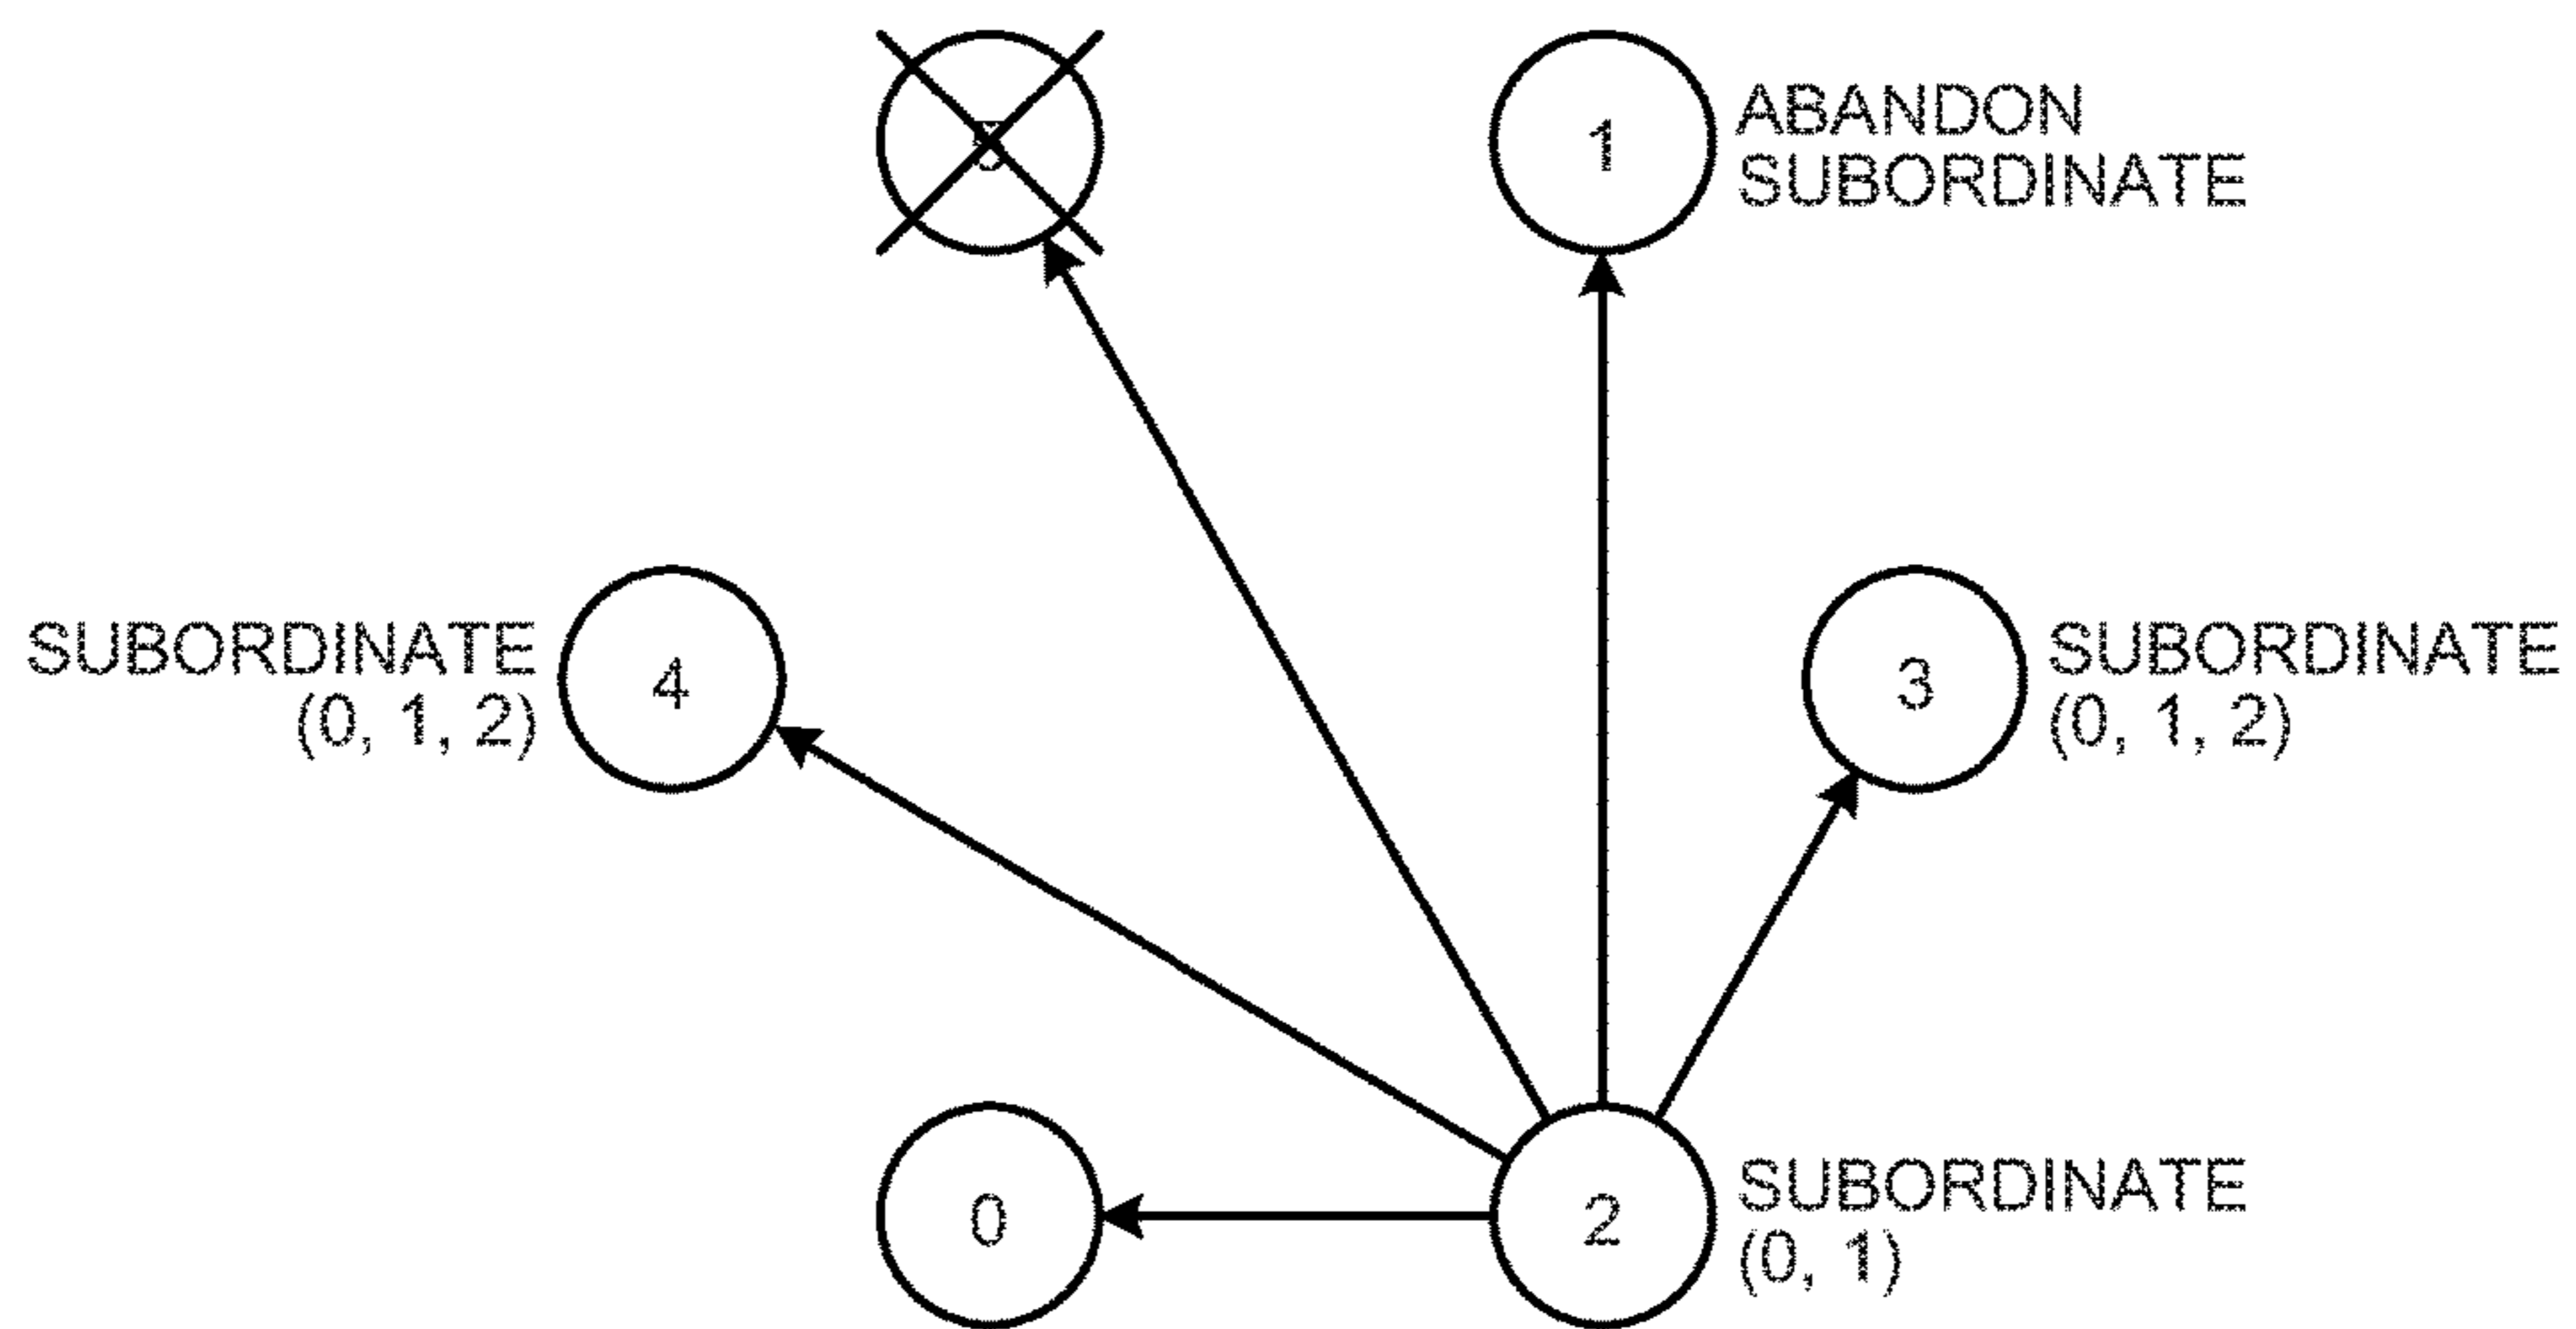 1
ABANDON
SUBORDINATE
SUBORDINATE
(0, 1, 2)
4
3
SUBORDINATE
(0, 1, 2)
0
2
SUBORDINATE
(0, 1)